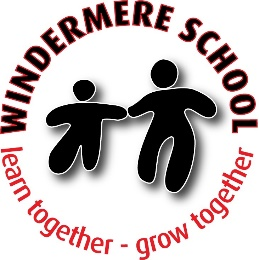 WINDERMERE SCHOOL
learn together - grow together